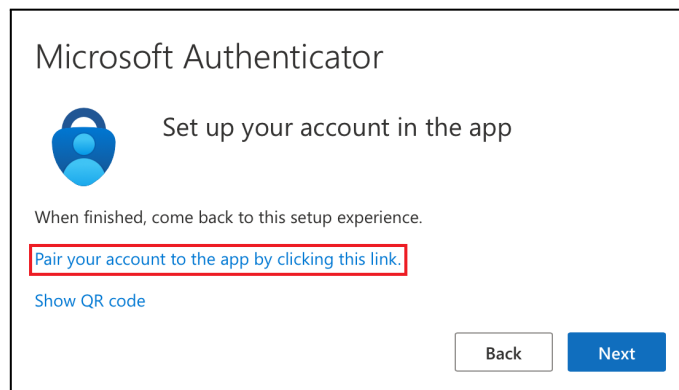 Microsoft Authenticator
Set up your account in the app
When finished, come back to this setup experience.
Pair your account to the app by clicking this link.
Show QR code
Back
Next